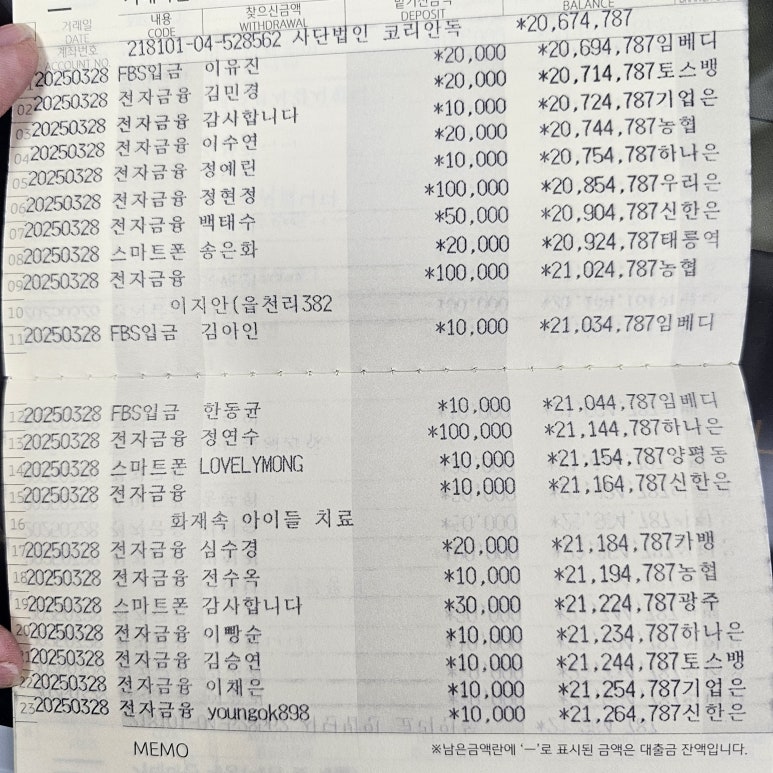 거래일 내용 찾으신금액 맡기신금액
DATE CODE WITHDRAWAL DEPOSIT BALANCE
계좌번호 218101-04-528562 사단법인 코리안독 *20,674,787
ACCOUNT NO
20250328 FBS입금 이유진 *20,000 *20,694,787임베디
02 20250328 전자금융 김민경 *20,000 *20,714,787토스뱅
03 20250328 전자금융 감사합니다 *10,000 *20,724,787기업은
04 20250328 전자금융 이수연 *20,000 *20,744,787농협
05 20250328 전자금융 정예린 *10,000 *20,754,787하나은
06 20250328 전자금융 정현정 *100,000 *20,854,787우리은
07 20250328 전자금융 백태수 *50,000 *20,904,787신한은
08 20250328 스마트폰 송은화 *20,000 *20,924,787태릉역
09 20250328 전자금융 *100,000 *21,024,787농협
10 이지안(읍천리382
11 20250328 FBS입금 김아인 *10,000 *21,034,787임베디
12 20250328 FBS입금 한동균 *10,000 *21,044,787임베디
13 20250328 전자금융 정연수 *100,000 *21,144,787하나은
14 20250328 스마트폰 LOVELYMONG *10,000 *21,154,787양평동
15 20250328 전자금융 *10,000 *21,164,787신한은
16 화재속 아이들 치료
17 20250328 전자금융 심수경 *20,000 *21,184,787카뱅
18 20250328 전자금융 전수옥 *10,000 *21,194,787농협
19 20250328 스마트폰 감사합니다 *30,000 *21,224,787광주
20 20250328 전자금융 이빵순 *10,000 *21,234,787하나은
21 20250328 전자금융 김승연 *10,000 *21,244,787토스뱅
22 20250328 전자금융 이채은 *10,000 *21,254,787기업은
23 20250328 전자금융 youngok898 *10,000 *21,264,787신한은
MEMO ※남은금액란에 '—'로 표시된 금액은 대출금 잔액입니다.